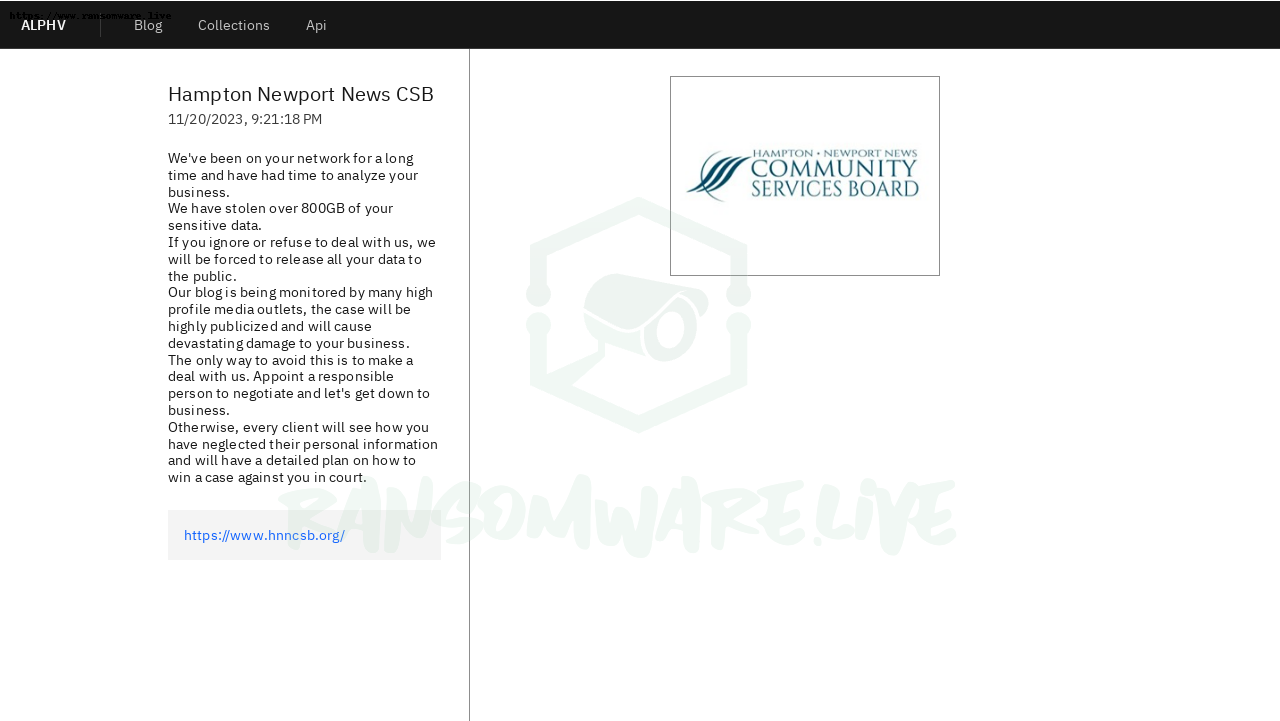 https://www.ransomware.live
ALPHV
Blog
Collections
Api
Hampton Newport News CSB
11/20/2023, 9:21:18 PM
We've been on your network for a long
time and have had time to analyze your
business.
We have stolen over 800GB of your
sensitive data.
If you ignore or refuse to deal with us, we
will be forced to release all your data to
the public.
Our blog is being monitored by many high
profile media outlets, the case will be
highly publicized and will cause
devastating damage to your business.
The only way to avoid this is to make a
deal with us. Appoint a responsible
person to negotiate and let's get down to
business.
Otherwise, every client will see how you
have neglected their personal information
and will have a detailed plan on how to
win a case against you in court.
https://www.hnncsb.org/
HAMPTON • NEWPORT NEWS
COMMUNITY
SERVICES BOARD
RANSOMWARE.LIVE